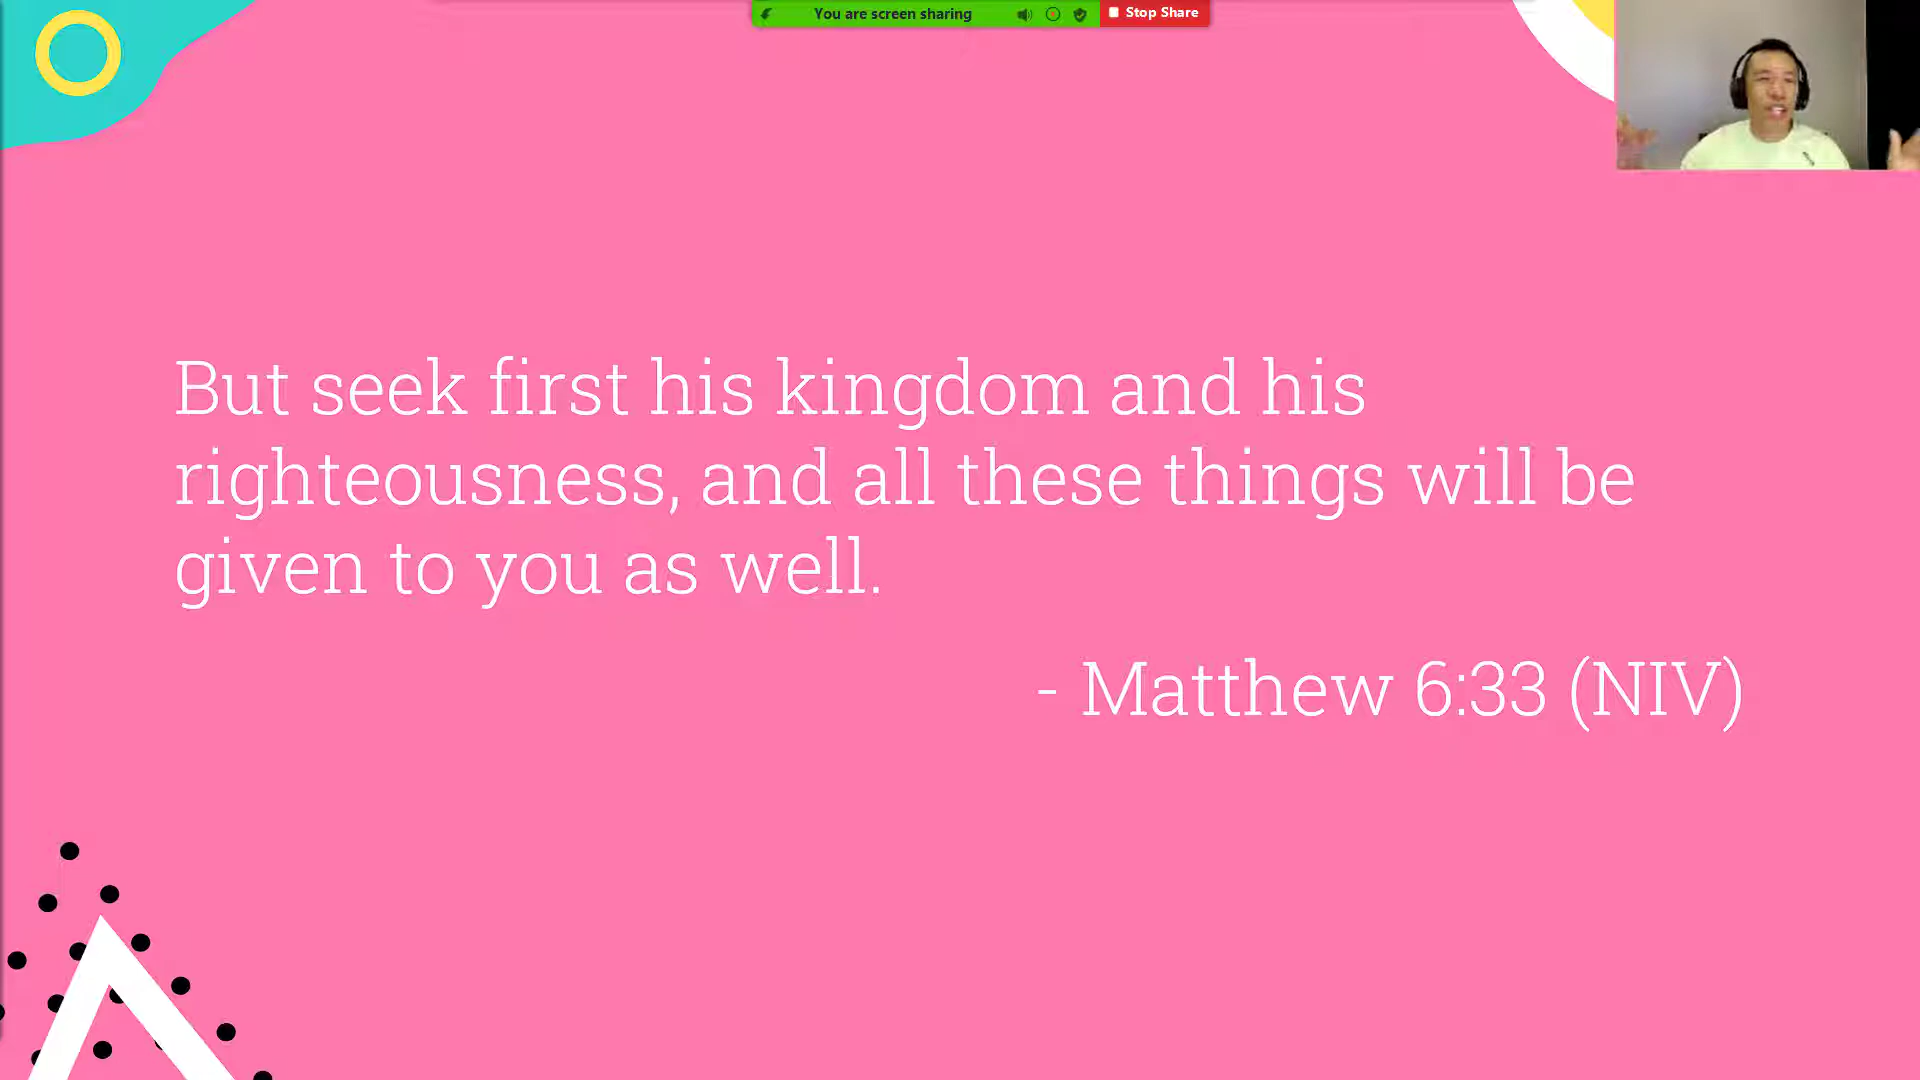 You are screen sharing
Stop Share
But seek first his kingdom and his
righteousness, and all these things will be
given to you as well.
- Matthew 6:33 (NIV)